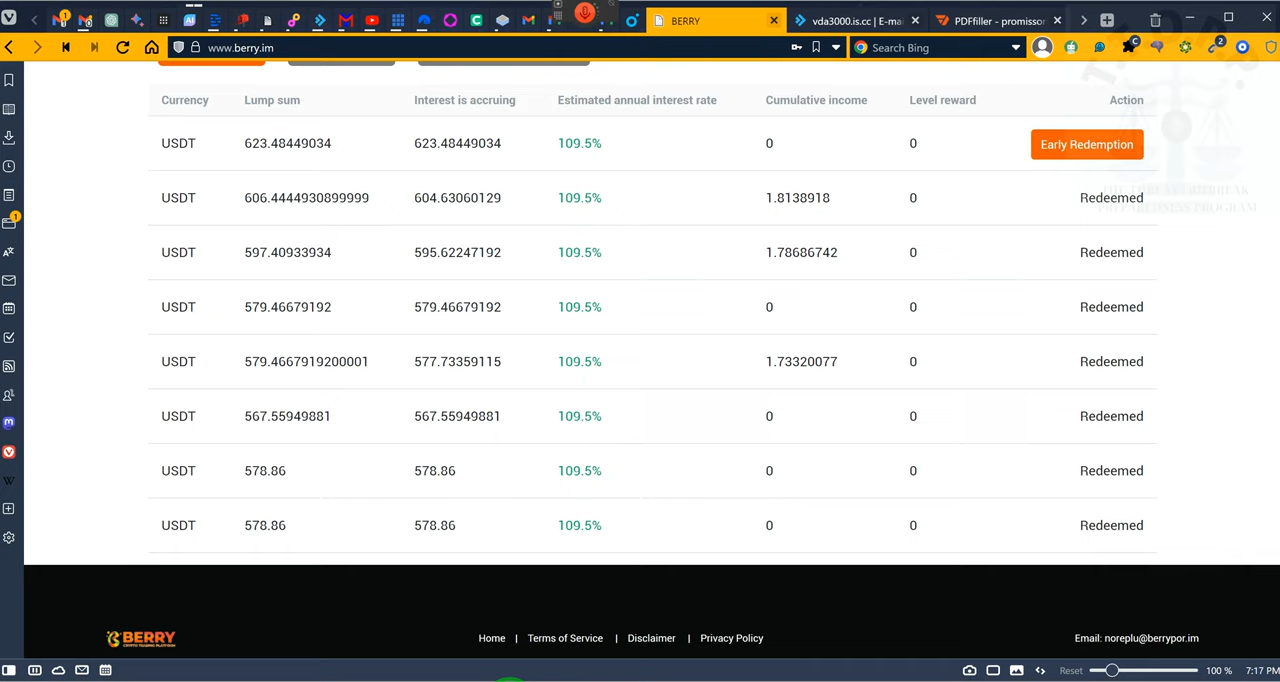 BERRY
vda3000.is.cc | E-mai
PDFfiller - promissor
www.berry.im
Search Bing
Currency Lump sum Interest is accruing Estimated annual interest rate Cumulative income Level reward Action
USDT 623.48449034 623.48449034 109.5% 0 0 Early Redemption
USDT 606.4444930899999 604.63060129 109.5% 1.8138918 0 Redeemed
USDT 597.40933934 595.62247192 109.5% 1.78686742 0 Redeemed
USDT 579.46679192 579.46679192 109.5% 0 0 Redeemed
USDT 579.4667919200001 577.73359115 109.5% 1.73320077 0 Redeemed
USDT 567.55949881 567.55949881 109.5% 0 0 Redeemed
USDT 578.86 578.86 109.5% 0 0 Redeemed
USDT 578.86 578.86 109.5% 0 0 Redeemed
BERRY
CRYPTO TRADING PLATFORM
Home | Terms of Service | Disclaimer | Privacy Policy
Email: noreplu@berrypor.im
Reset 100 % 7:17 PM